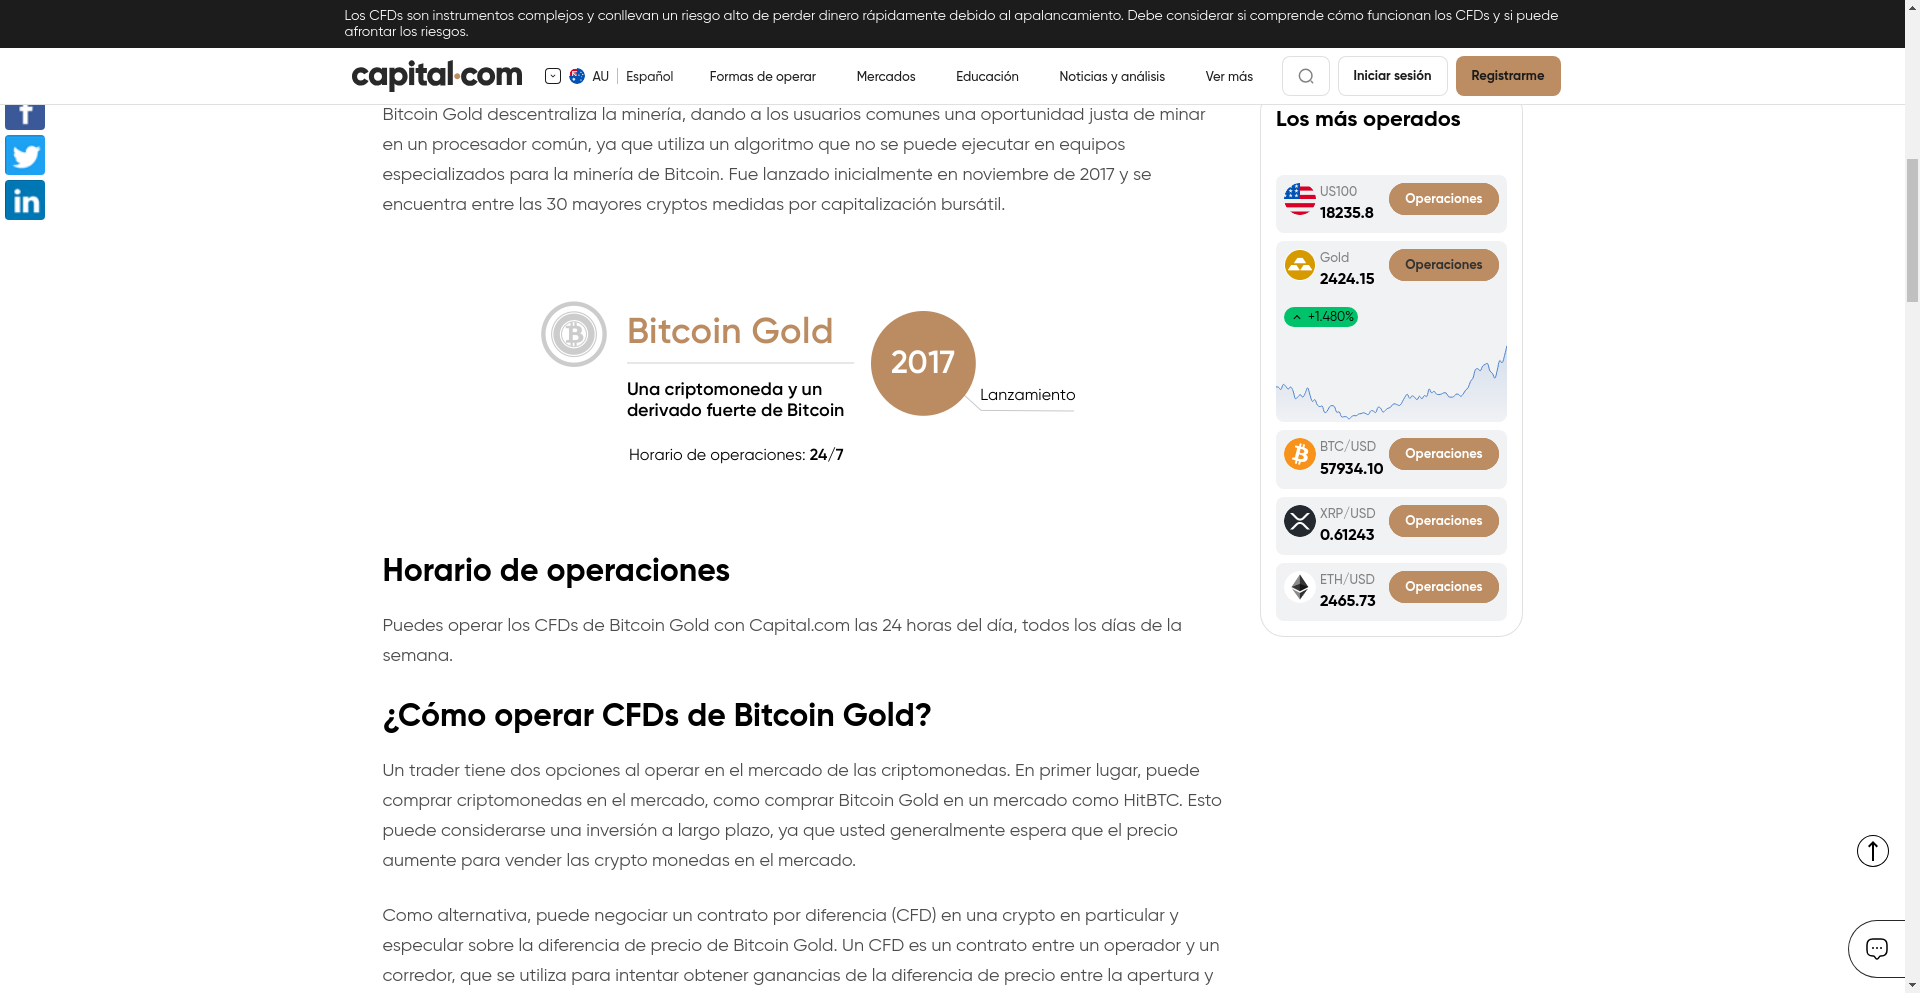 Los CFDs son instrumentos complejos y conllevan un riesgo alto de perder dinero rápidamente debido al apalancamiento. Debe considerar si comprende cómo funcionan los CFDs y si puede
afrontar los riesgos.
capital.com
AU
Español
Formas de operar
Mercados
Educación
Noticias y análisis
Ver más
Iniciar sesión
Registrarme
Bitcoin Gold descentraliza la minería, dando a los usuarios comunes una oportunidad justa de minar
en un procesador común, ya que utiliza un algoritmo que no se puede ejecutar en equipos
especializados para la minería de Bitcoin. Fue lanzado inicialmente en noviembre de 2017 y se
encuentra entre las 30 mayores cryptos medidas por capitalización bursátil.
Bitcoin Gold
Una criptomoneda y un
derivado fuerte de Bitcoin
Horario de operaciones: 24/7
2017
Lanzamiento
Horario de operaciones
Puedes operar los CFDs de Bitcoin Gold con Capital.com las 24 horas del día, todos los días de la
semana.
¿Cómo operar CFDs de Bitcoin Gold?
Un trader tiene dos opciones al operar en el mercado de las criptomonedas. En primer lugar, puede
comprar criptomonedas en el mercado, como comprar Bitcoin Gold en un mercado como HitBTC. Esto
puede considerarse una inversión a largo plazo, ya que usted generalmente espera que el precio
aumente para vender las crypto monedas en el mercado.
Como alternativa, puede negociar un contrato por diferencia (CFD) en una crypto en particular y
especular sobre la diferencia de precio de Bitcoin Gold. Un CFD es un contrato entre un operador y un
corredor, que se utiliza para intentar obtener ganancias de la diferencia de precio entre la apertura y
Los más operados
US100
18235.8
Operaciones
Gold
2424.15
Operaciones
+1.480%
BTC/USD
57934.10
Operaciones
XRP/USD
0.61243
Operaciones
ETH/USD
2465.73
Operaciones